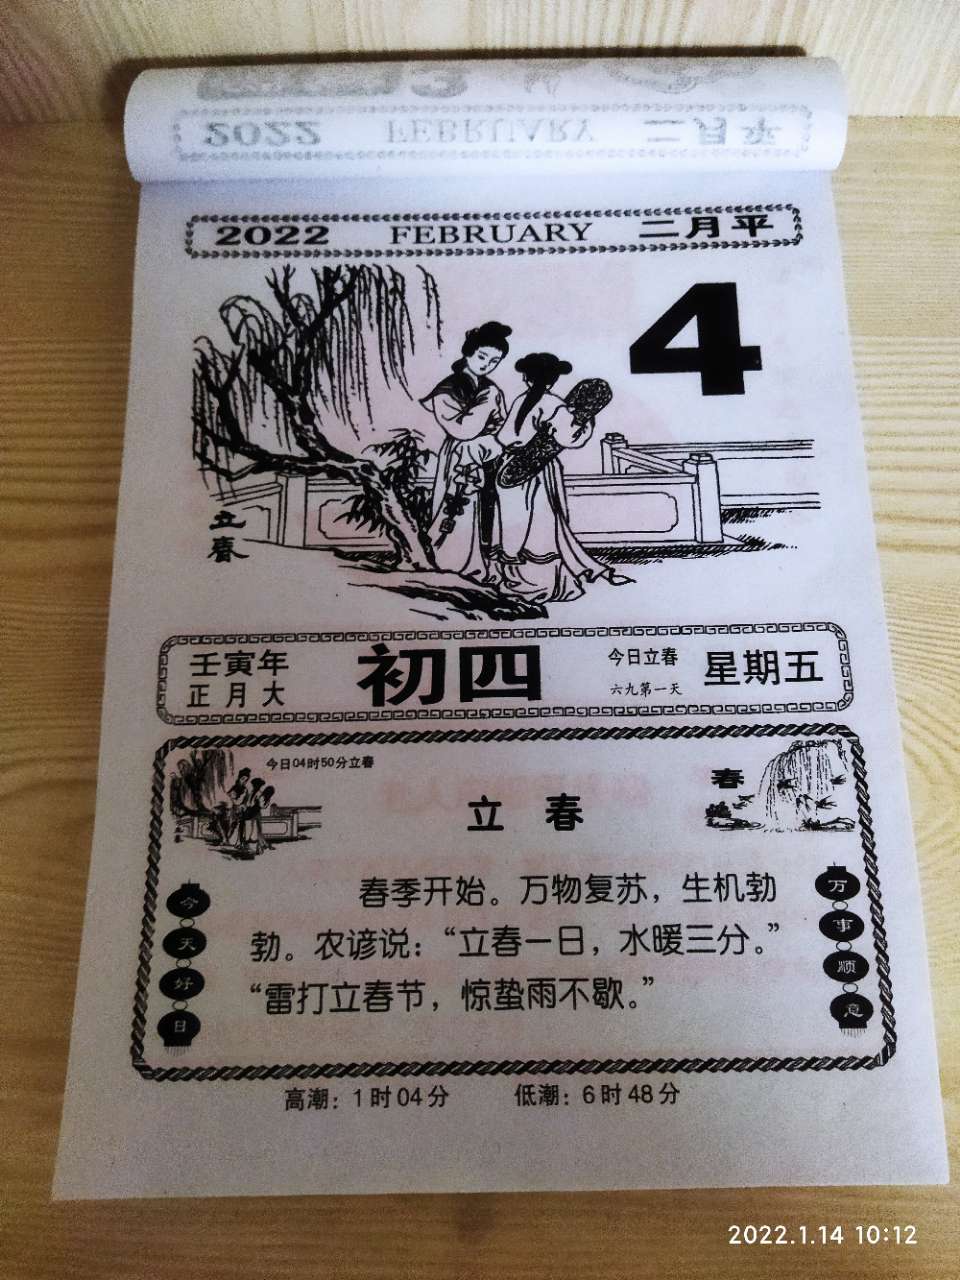 2022 FEBRUARY 二月平
2022 FEBRUARY 二月平
4
立春
壬寅年
正月大
初四
今日立春
六九第一天
星期五
今日04时50分立春
春
立春
春季开始。万物复苏，生机勃
勃。农谚说：“立春一日，水暖三分。”
“雷打立春节，惊蛰雨不歇。”
今天好日
万事顺意
高潮：1时04分 低潮：6时48分
2022.1.14 10:12